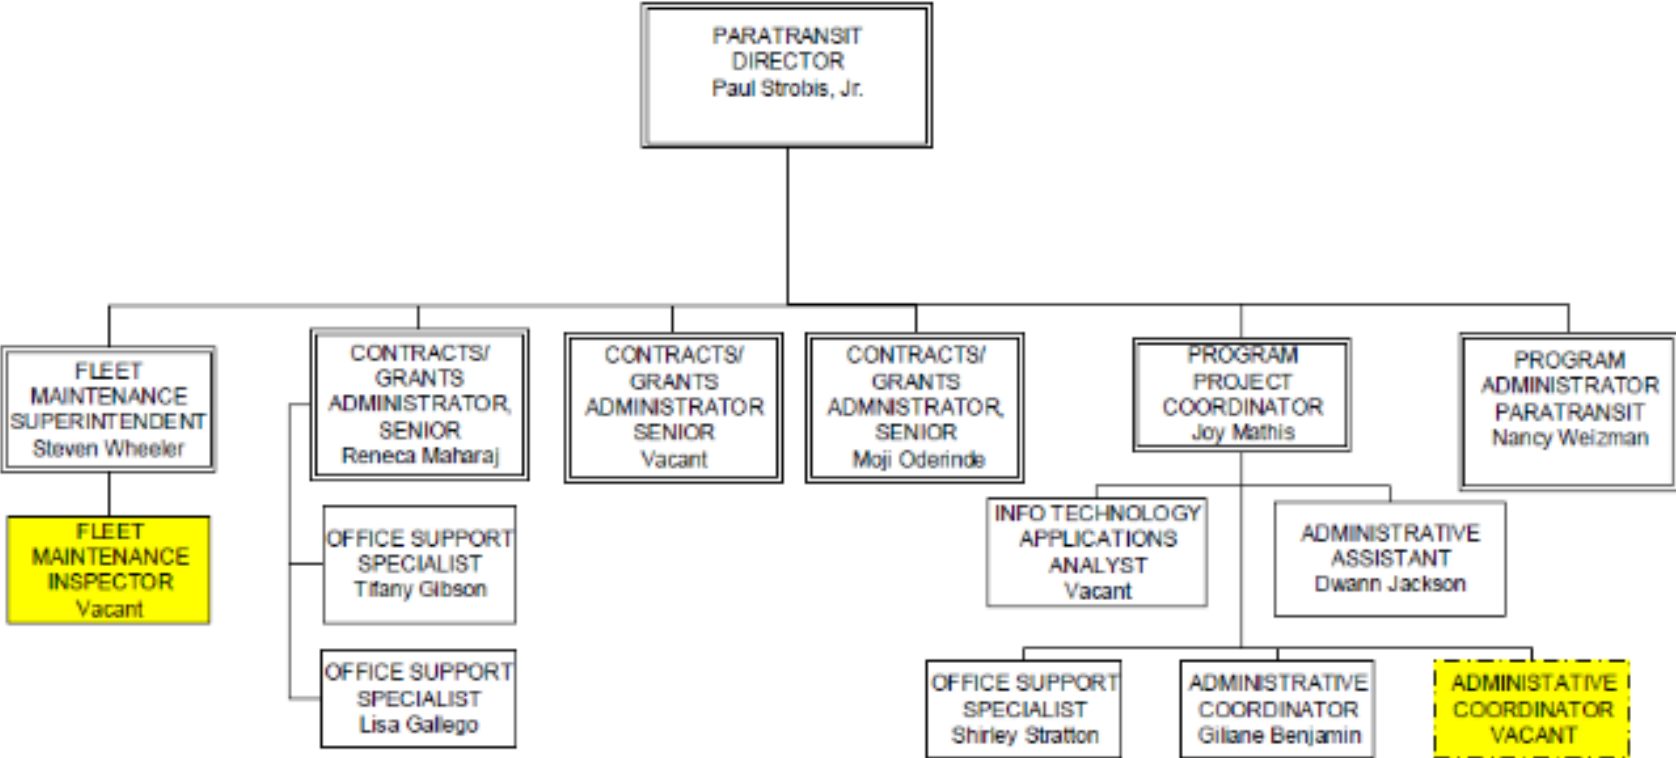 PARATRANSIT
DIRECTOR
Paul Strobis, Jr.
FLEET
MAINTENANCE
SUPERINTENDENT
Steven Wheeler
CONTRACTS/
GRANTS
ADMINISTRATOR,
SENIOR
Reneca Maharaj
CONTRACTS/
GRANTS
ADMINISTRATOR
SENIOR
Vacant
CONTRACTS/
GRANTS
ADMNISTRATOR,
SENIOR
Moji Oderinde
PROGRAM
PROJECT
COORDINATOR
Joy Mathis
PROGRAM
ADMINISTRATOR
PARATRANSIT
Nancy Weizman
FLEET
MAINTENANCE
INSPECTOR
Vacant
OFFICE SUPPORT
SPECIALIST
Tifany Gibson
INFO TECHNOLOGY
APPLICATIONS
ANALYST
Vacant
ADMINISTRATIVE
ASSISTANT
Dwann Jackson
OFFICE SUPPORT
SPECIALIST
Lisa Gallego
OFFICE SUPPORT
SPECIALIST
Shirley Stratton
ADMINISTRATIVE
COORDINATOR
Giliane Benjamin
ADMINISTATIVE
COORDINATOR
VACANT